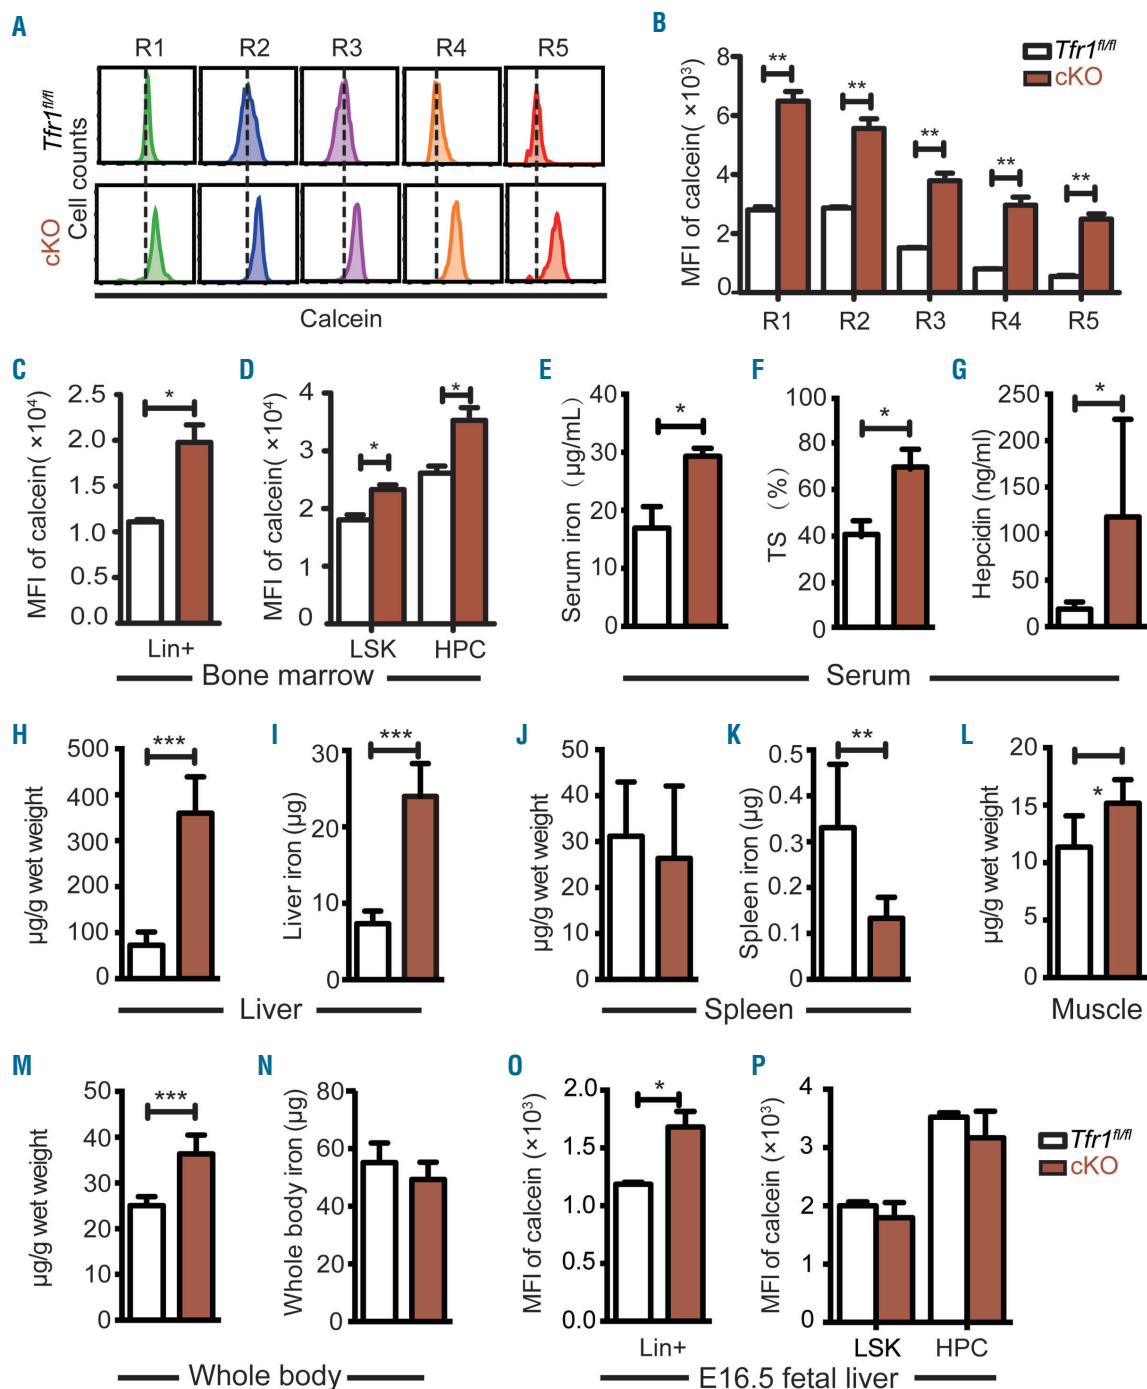 A
R1 R2 R3 R4 R5
Tfr1fl/fl
cKO
Cell counts
Calcein
B
Tfr1fl/fl
cKO
MFI of calcein( ×10³)
8
6
4
2
0
** ** ** ** **
R1 R2 R3 R4 R5
C
MFI of calcein( ×10⁴)
2.5
2.0
1.1
1.0
0.5
0.0
*
Lin+
D
MFI of calcein( ×10⁴)
4
3
2
1
0
* *
LSK HPC
Bone marrow
E
Serum iron (µg/mL)
40
30
20
10
0
*
F
TS (%)
100
80
60
40
20
0
*
G
Hepcidin (ng/ml)
250
200
150
100
50
0
*
Serum
H
µg/g wet weight
500
400
300
200
100
0
***
I
Liver iron (µg)
30
20
10
0
***
Liver
J
µg/g wet weight
50
40
30
20
10
0
K
Spleen iron (µg)
0.5
0.4
0.3
0.2
0.1
0
**
Spleen
L
µg/g wet weight
20
15
10
5
0
*
Muscle
M
µg/g wet weight
50
40
30
20
10
0
***
N
Whole body iron (µg)
80
60
40
20
0
Whole body
O
MFI of calcein (×10³)
2.0
1.5
1.0
0.5
0.0
*
Lin+
P
MFI of calcein (×10³)
4
3
2
1
0
LSK HPC
Tfr1fl/fl
cKO
E16.5 fetal liver